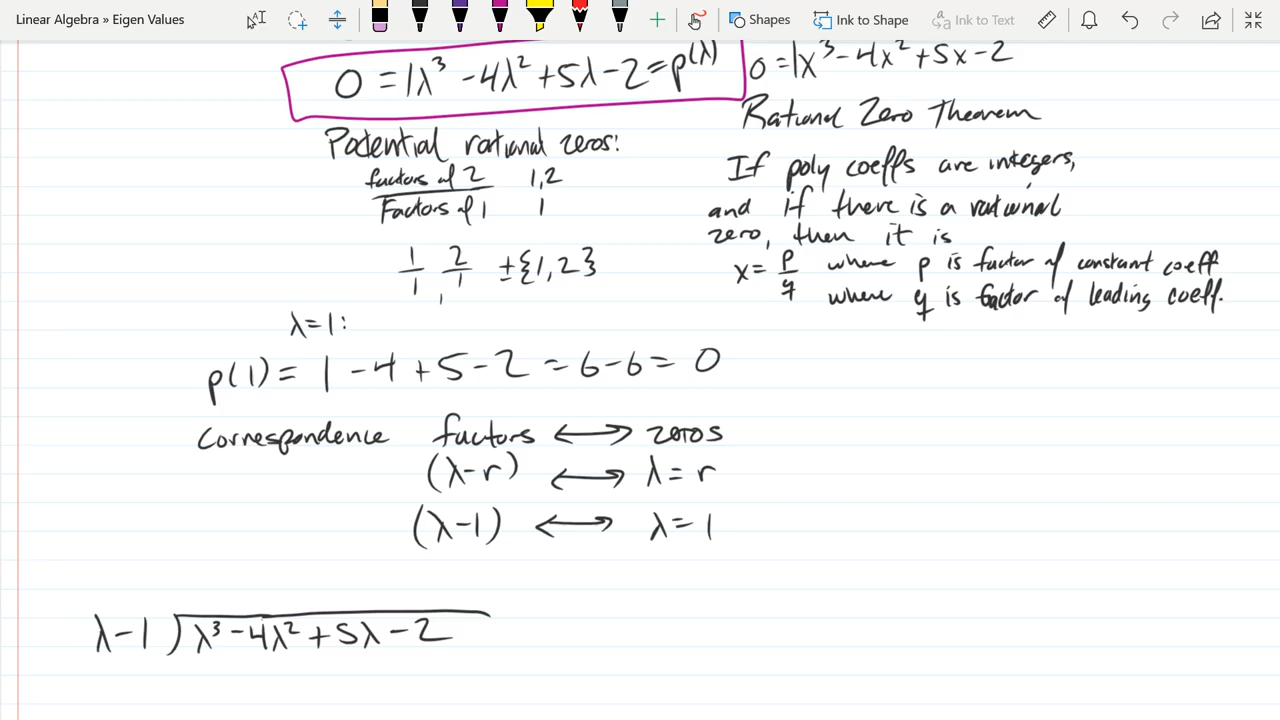 Linear Algebra » Eigen Values
Shapes
Ink to Shape
Ink to Text
0 = 1λ³ - 4λ² + 5λ - 2 = p(λ)
Potential rational zeros:
factors of 2   1, 2
Factors of 1   1
1/1, 2/1   ±{1, 2}
0 = 1x³ - 4x² + 5x - 2
Rational Zero Theorem
If poly coeffs are integers,
and if there is a rational
zero, then it is
x = p/q where p is factor of constant coeff
where q is factor of leading coeff.
λ = 1:
p(1) = 1 - 4 + 5 - 2 = 6 - 6 = 0
Correspondence factors ⟷ zeros
(λ - r) ⟷ λ = r
(λ - 1) ⟷ λ = 1
λ - 1 ) λ³ - 4λ² + 5λ - 2